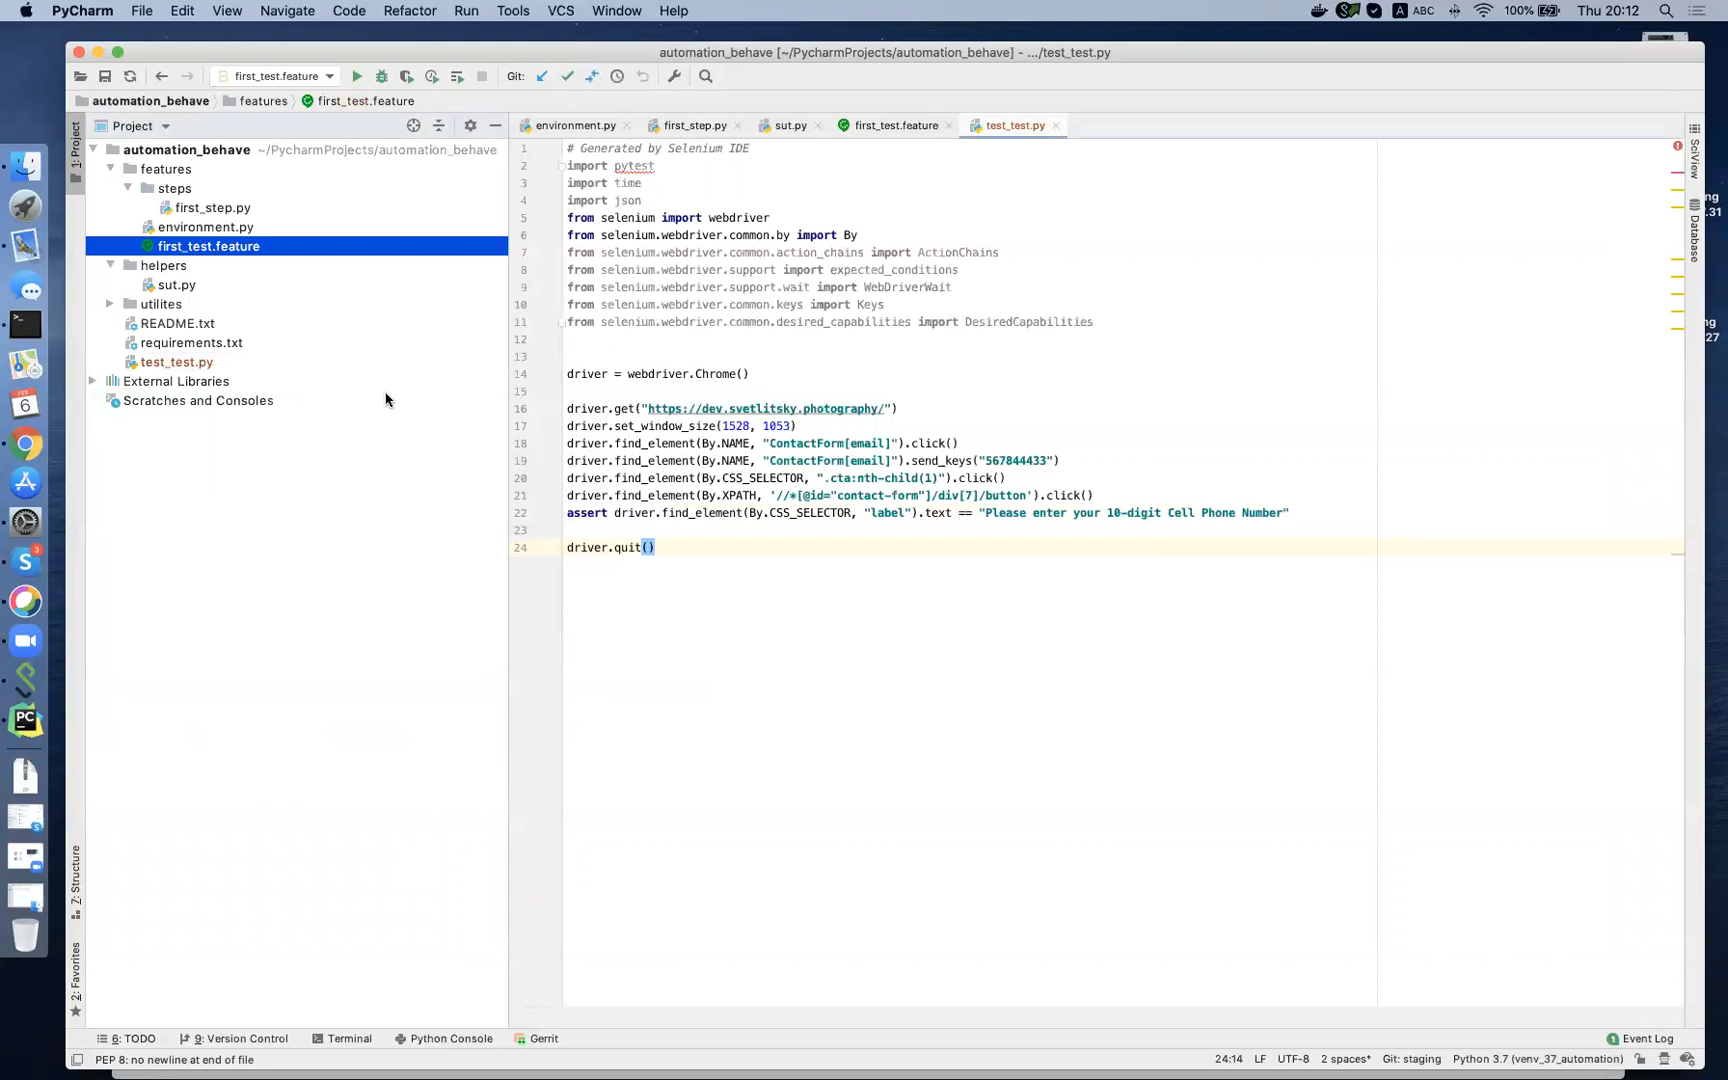 PyCharm File Edit View Navigate Code Refactor Run Tools VCS Window Help A ABC 100% Thu 20:12
automation_behave [~/PycharmProjects/automation_behave] - .../test_test.py
first_test.feature Git:
automation_behave features first_test.feature
1: Project
Project
automation_behave ~/PycharmProjects/automation_behave
features
steps
first_step.py
environment.py
first_test.feature
helpers
sut.py
utilites
README.txt
requirements.txt
test_test.py
External Libraries
Scratches and Consoles
environment.py first_step.py sut.py first_test.feature test_test.py
1 # Generated by Selenium IDE
2 import pytest
3 import time
4 import json
5 from selenium import webdriver
6 from selenium.webdriver.common.by import By
7 from selenium.webdriver.common.action_chains import ActionChains
8 from selenium.webdriver.support import expected_conditions
9 from selenium.webdriver.support.wait import WebDriverWait
10 from selenium.webdriver.common.keys import Keys
11 from selenium.webdriver.common.desired_capabilities import DesiredCapabilities
12
13
14 driver = webdriver.Chrome()
15
16 driver.get("https://dev.svetlitsky.photography/")
17 driver.set_window_size(1528, 1053)
18 driver.find_element(By.NAME, "ContactForm[email]").click()
19 driver.find_element(By.NAME, "ContactForm[email]").send_keys("567844433")
20 driver.find_element(By.CSS_SELECTOR, ".cta:nth-child(1)").click()
21 driver.find_element(By.XPATH, '//*[@id="contact-form"]/div[7]/button').click()
22 assert driver.find_element(By.CSS_SELECTOR, "label").text == "Please enter your 10-digit Cell Phone Number"
23
24 driver.quit()
SciView
Database
ng
.31
ng
27
FEB
6
3
PC
7: Structure
2: Favorites
6: TODO 9: Version Control Terminal Python Console Gerrit 1 Event Log
PEP 8: no newline at end of file 24:14 LF UTF-8 2 spaces* Git: staging Python 3.7 (venv_37_automation)